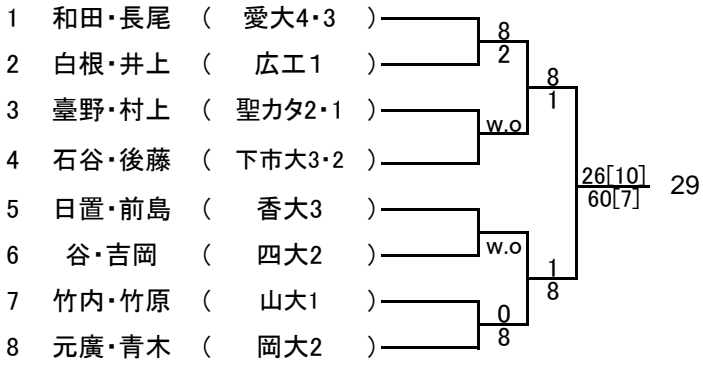 1 和田・長尾 ( 愛大4・3 )
8
2 白根・井上 ( 広工1 )
2
8
3 臺野・村上 ( 聖カタ2・1 )
w.o
1
4 石谷・後藤 ( 下市大3・2 )
26[10]
60[7]
29
5 日置・前島 ( 香大3 )
6 谷・吉岡 ( 四大2 )
w.o
1
7 竹内・竹原 ( 山大1 )
8
0
8 元廣・青木 ( 岡大2 )
8